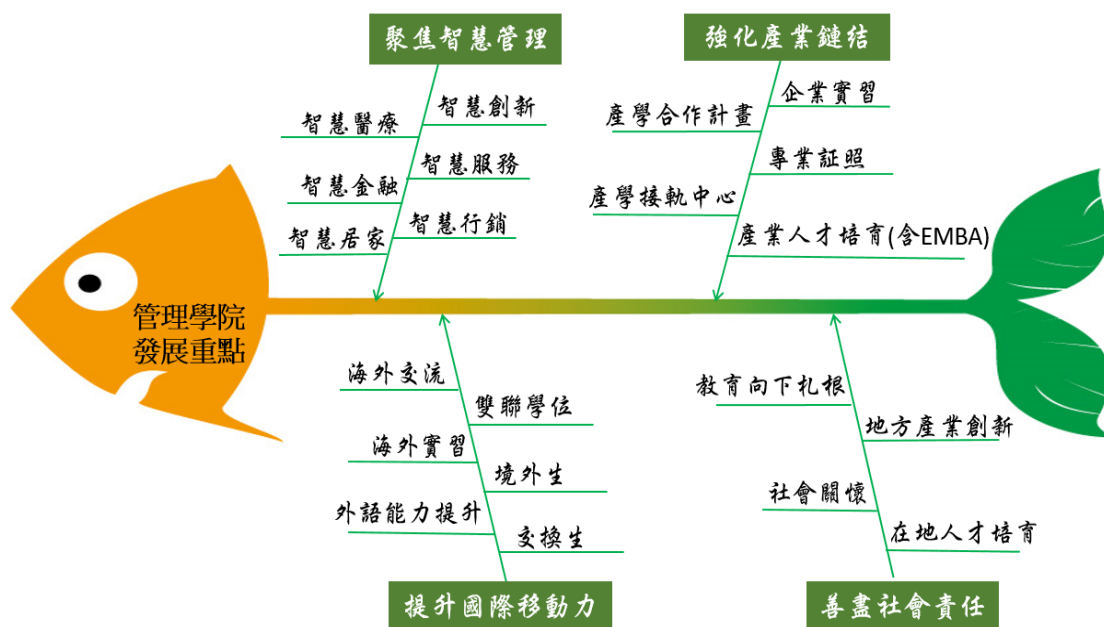 聚焦智慧管理
智慧醫療
智慧創新
智慧金融
智慧服務
智慧居家
智慧行銷
強化產業鏈結
產學合作計畫
企業實習
專業証照
產學接軌中心
產業人才培育(含EMBA)
管理學院
發展重點
海外交流
雙聯學位
海外實習
境外生
外語能力提升
交換生
提升國際移動力
教育向下札根
地方產業創新
社會關懷
在地人才培育
善盡社會責任